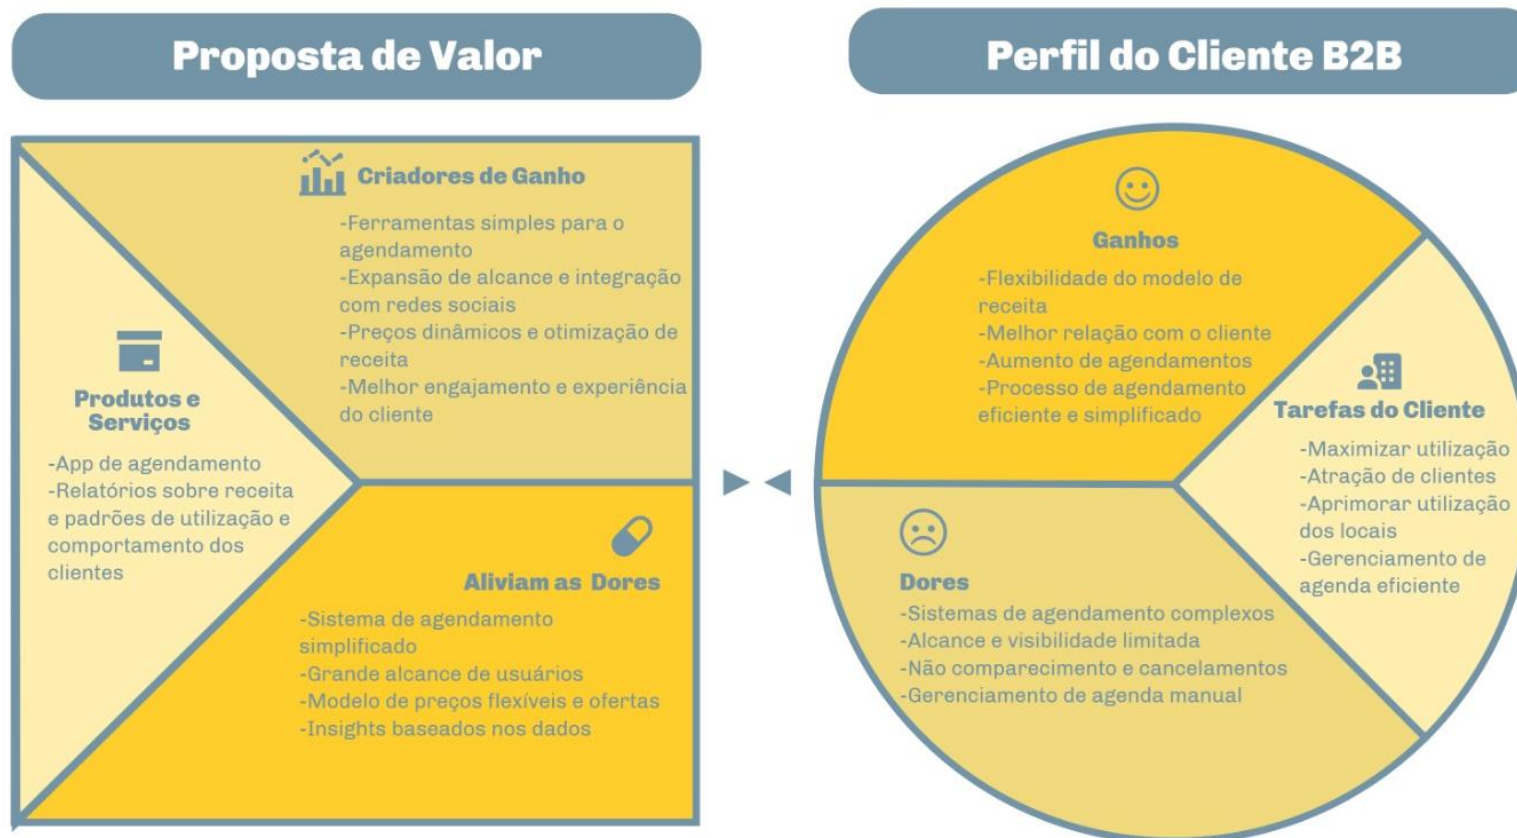 Proposta de Valor
Criadores de Ganho
-Ferramentas simples para o
agendamento
-Expansão de alcance e integração
com redes sociais
-Preços dinâmicos e otimização de
receita
-Melhor engajamento e experiência
do cliente
Produtos e
Serviços
-App de agendamento
-Relatórios sobre receita
e padrões de utilização e
comportamento dos
clientes
Aliviam as Dores
-Sistema de agendamento
simplificado
-Grande alcance de usuários
-Modelo de preços flexíveis e ofertas
-Insights baseados nos dados
Perfil do Cliente B2B
Ganhos
-Flexibilidade do modelo de
receita
-Melhor relação com o cliente
-Aumento de agendamentos
-Processo de agendamento
eficiente e simplificado
Tarefas do Cliente
-Maximizar utilização
-Atração de clientes
-Aprimorar utilização
dos locais
-Gerenciamento de
agenda eficiente
Dores
-Sistemas de agendamento complexos
-Alcance e visibilidade limitada
-Não comparecimento e cancelamentos
-Gerenciamento de agenda manual